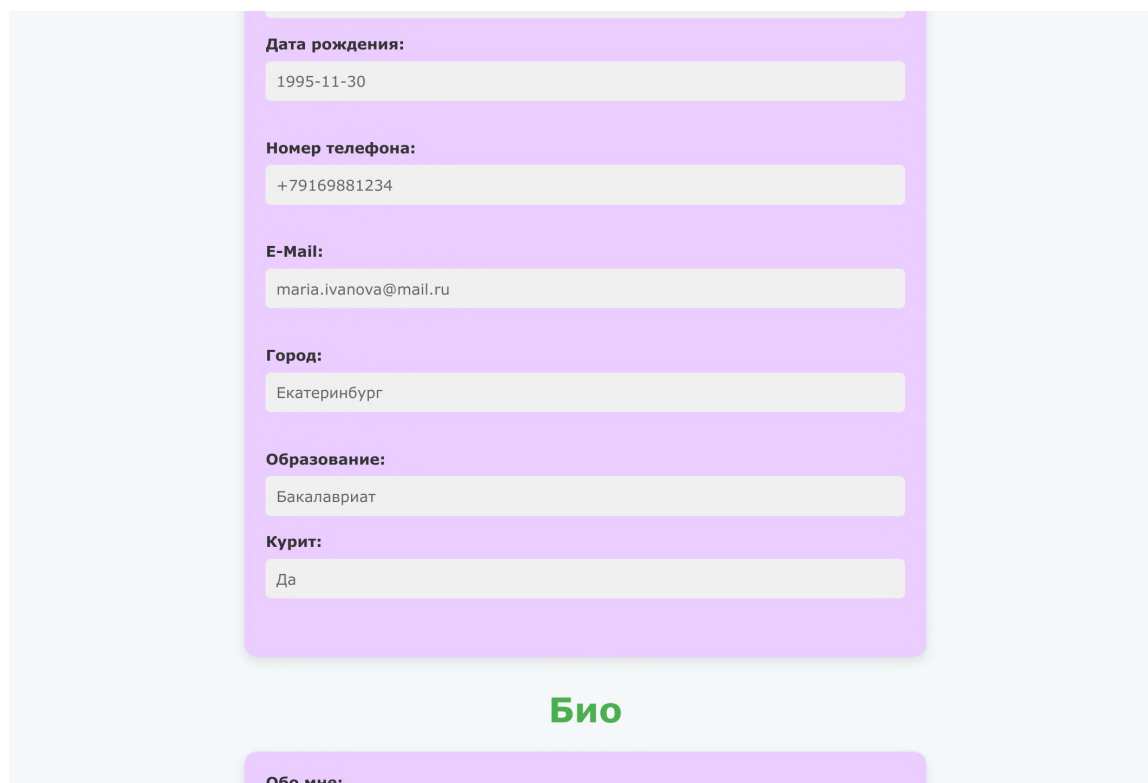 Дата рождения:
1995-11-30
Номер телефона:
+79169881234
E-Mail:
maria.ivanova@mail.ru
Город:
Екатеринбург
Образование:
Бакалавриат
Курит:
Да
Био
Обо мне: